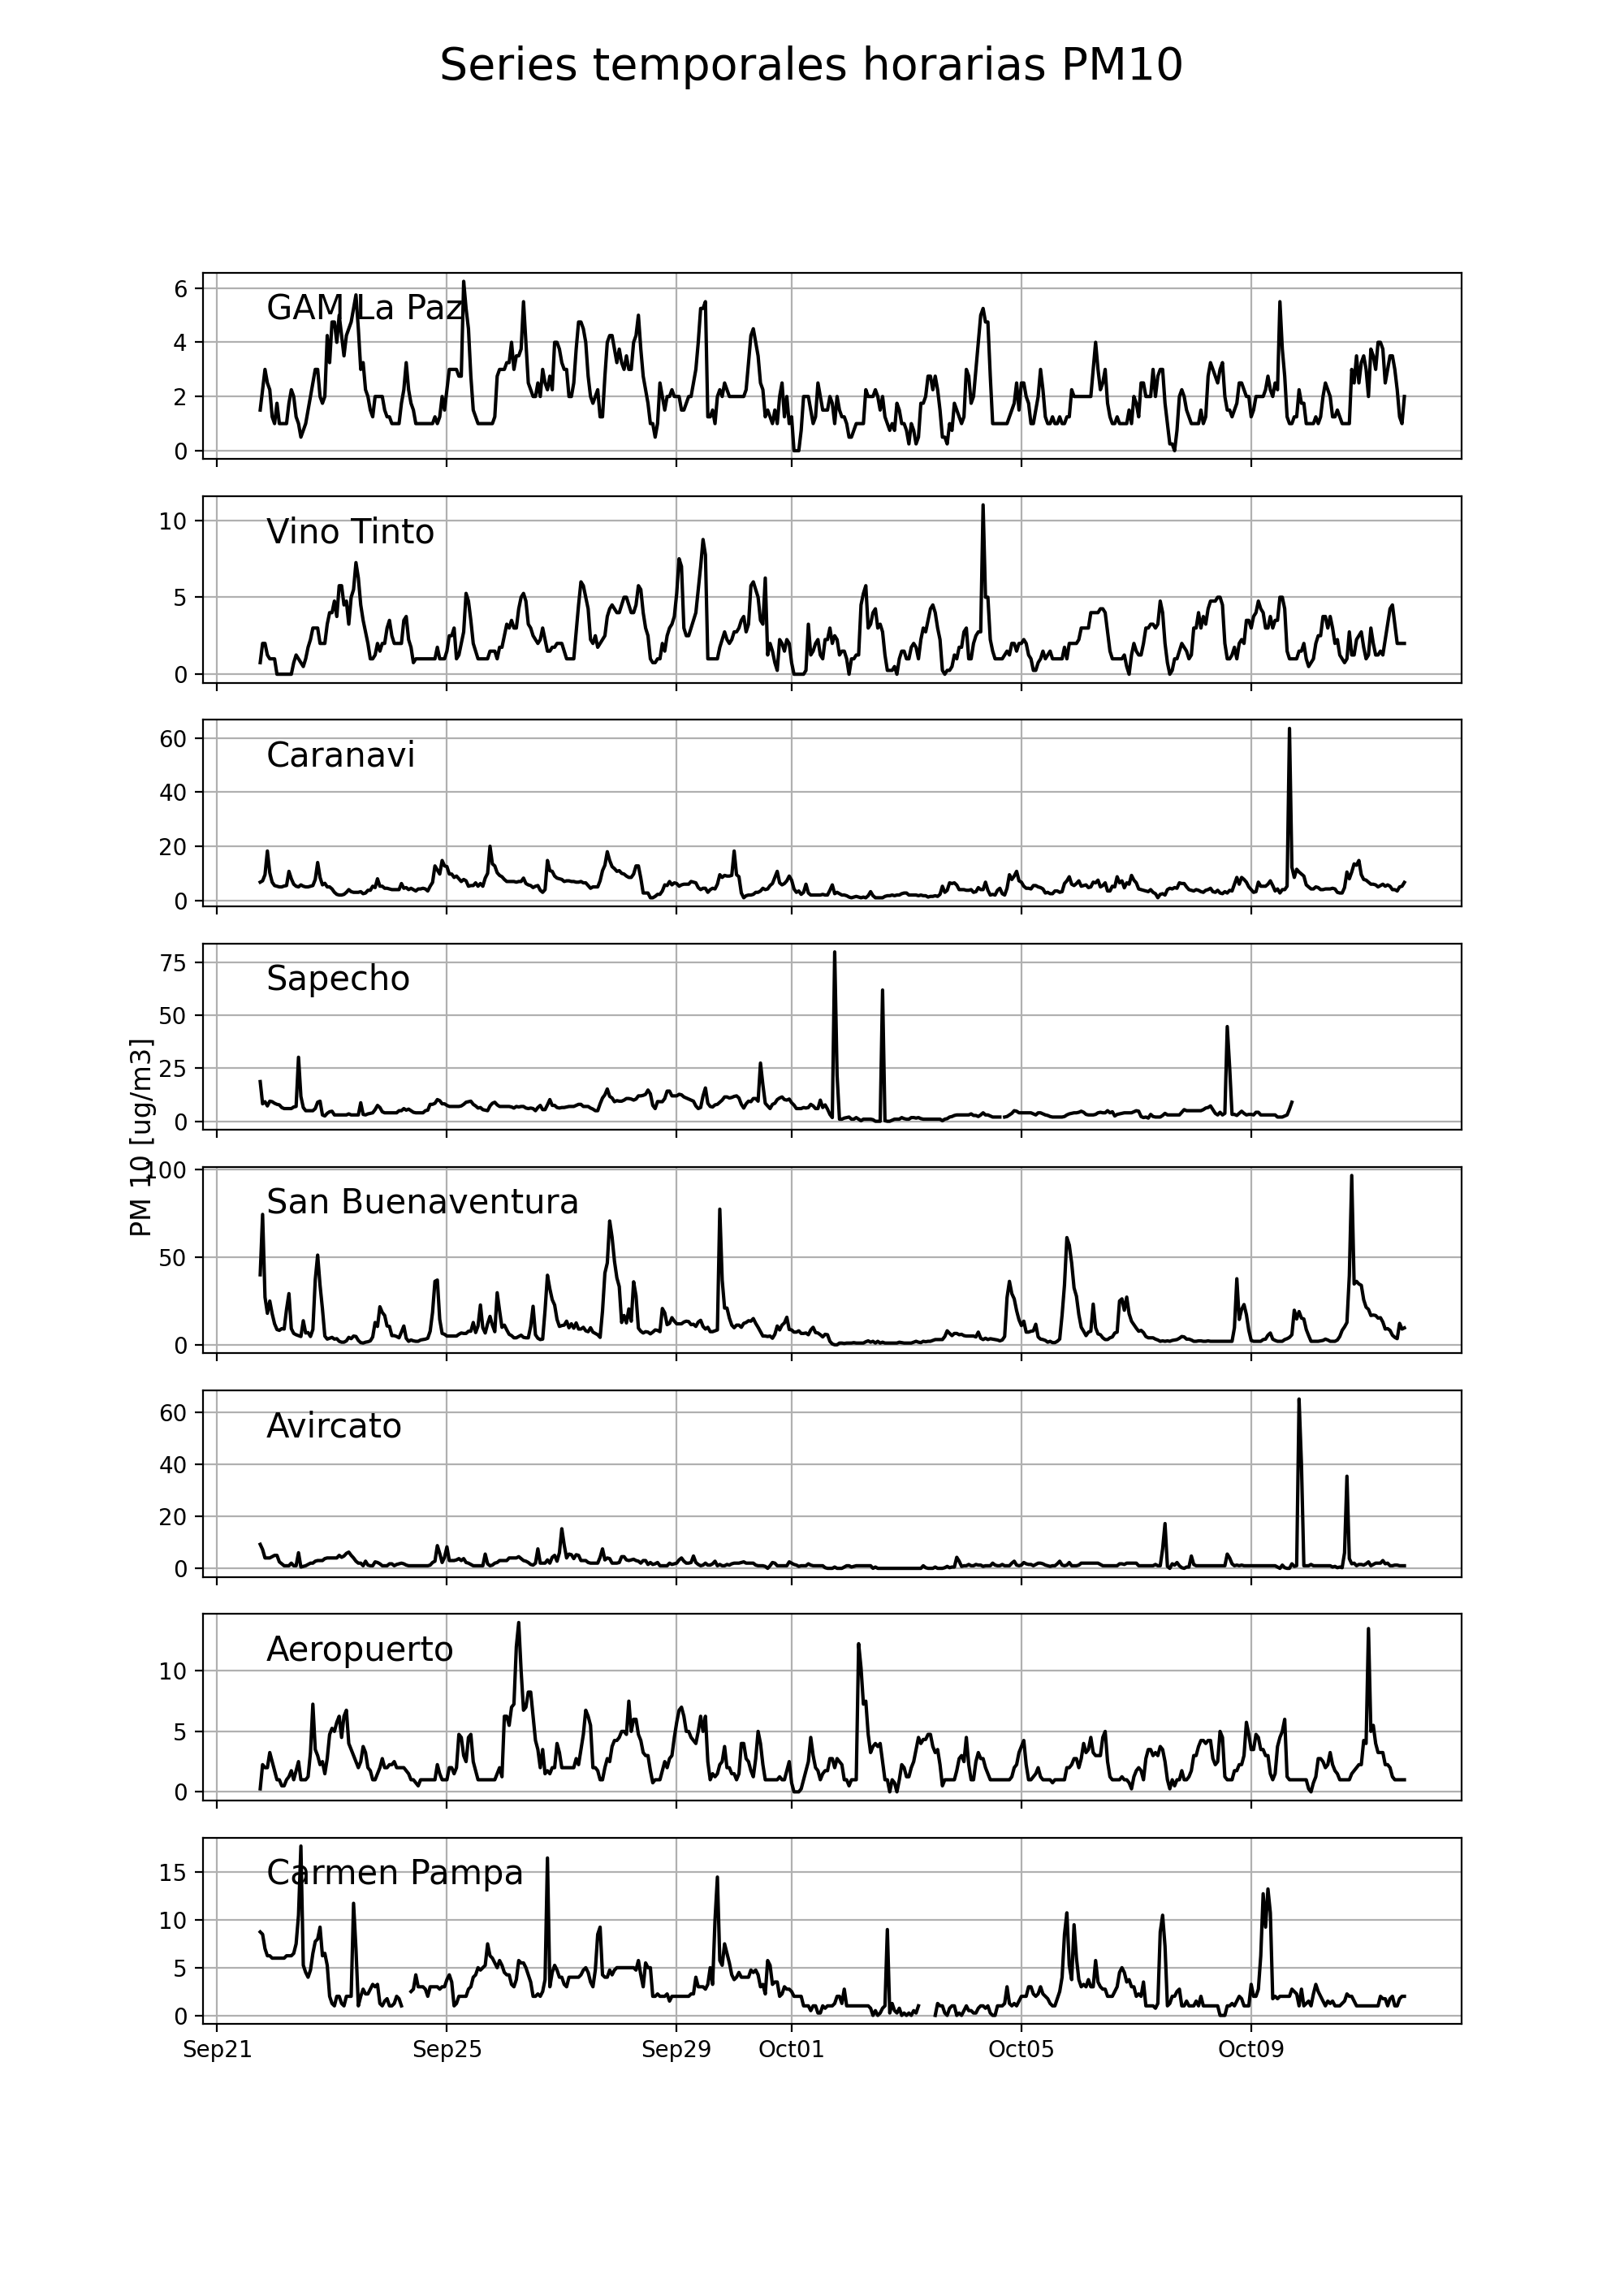 Series temporales horarias PM10
PM 10 [ug/m3]
GAM La Paz
6
4
2
0
Vino Tinto
10
5
0
Caranavi
60
40
20
0
Sapecho
75
50
25
0
San Buenaventura
100
50
0
Avircato
60
40
20
0
Aeropuerto
10
5
0
Carmen Pampa
15
10
5
0
Sep21 Sep25 Sep29 Oct01 Oct05 Oct09